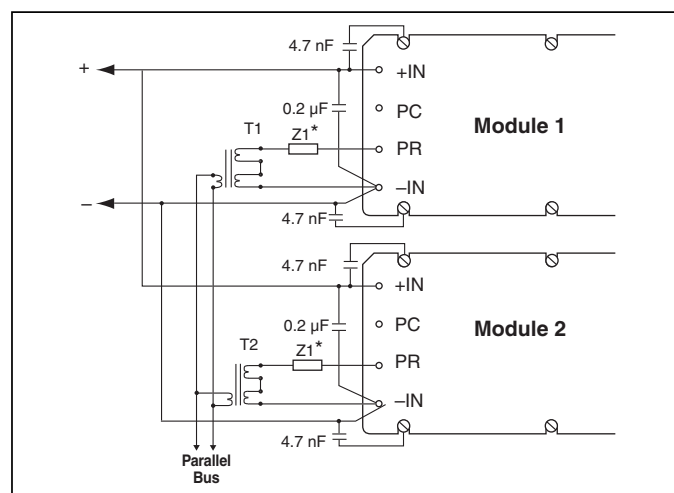 4.7 nF
+
+IN
0.2 µF
PC
T1
Z1*
Module 1
PR
–IN
–
4.7 nF
4.7 nF
+IN
0.2 µF
PC
T2
Z1*
Module 2
PR
–IN
4.7 nF
Parallel
Bus